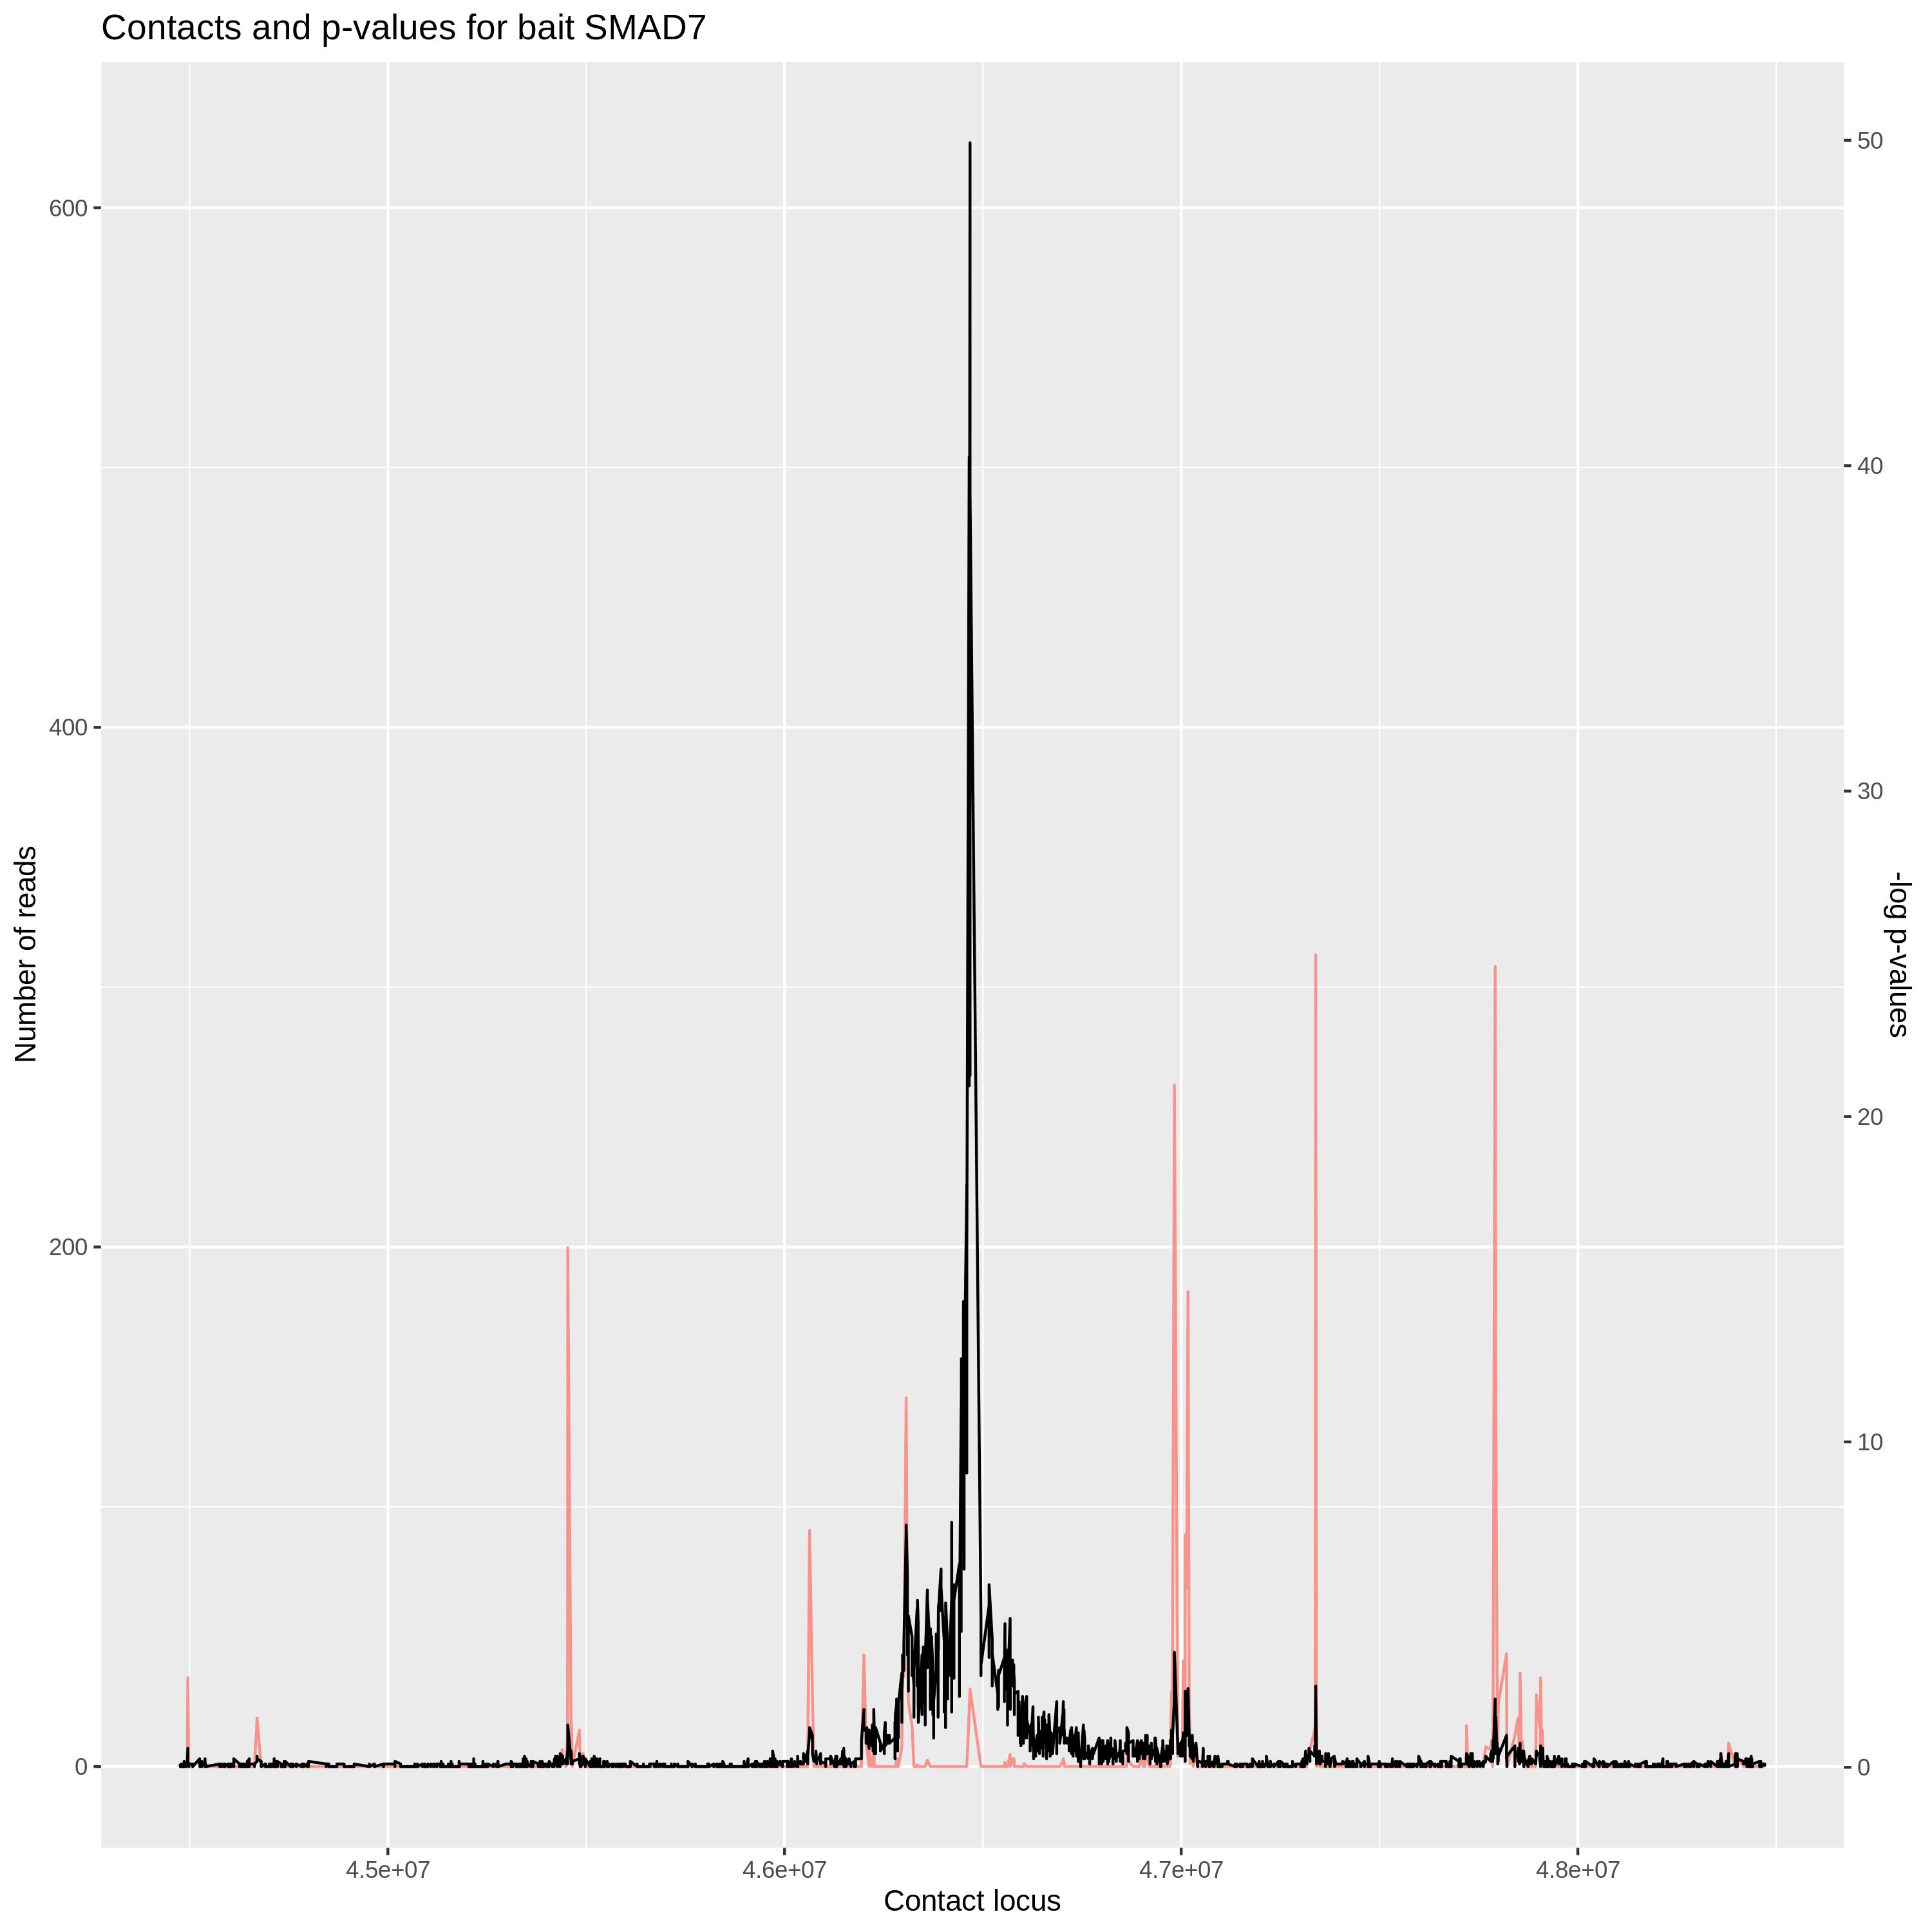 Contacts and p-values for bait SMAD7
600
400
200
0
Number of reads
50
40
30
20
10
0
-log p-values
4.5e+07 4.6e+07 4.7e+07 4.8e+07
Contact locus